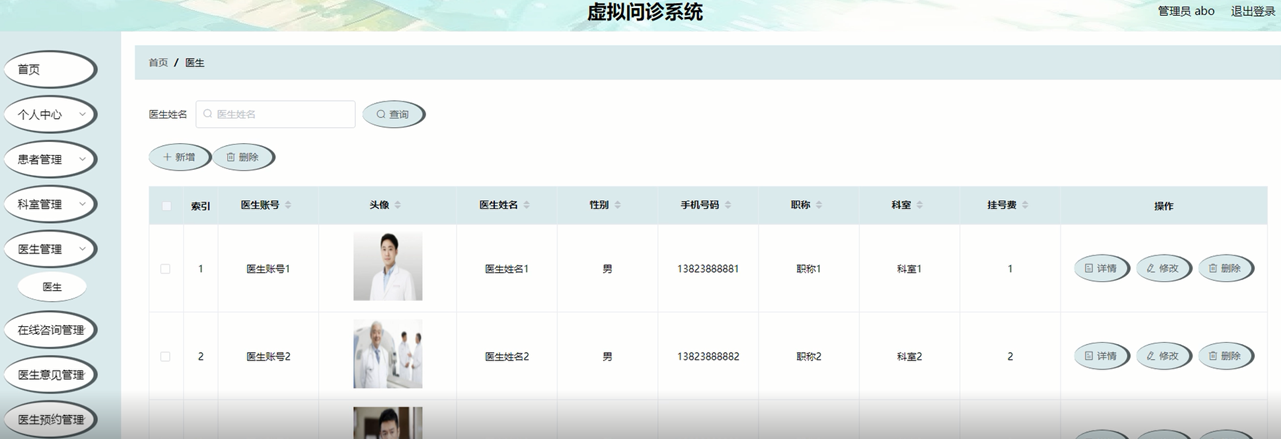 虚拟问诊系统
管理员 abo 退出登录
首页
个人中心
患者管理
科室管理
医生管理
医生
在线咨询管理
医生意见管理
医生预约管理
首页 / 医生
医生姓名 医生姓名 查询
新增 删除
索引 医生账号 头像 医生姓名 性别 手机号码 职称 科室 挂号费 操作
1 医生账号1 医生姓名1 男 13823888881 职称1 科室1 1 详情 修改 删除
2 医生账号2 医生姓名2 男 13823888882 职称2 科室2 2 详情 修改 删除